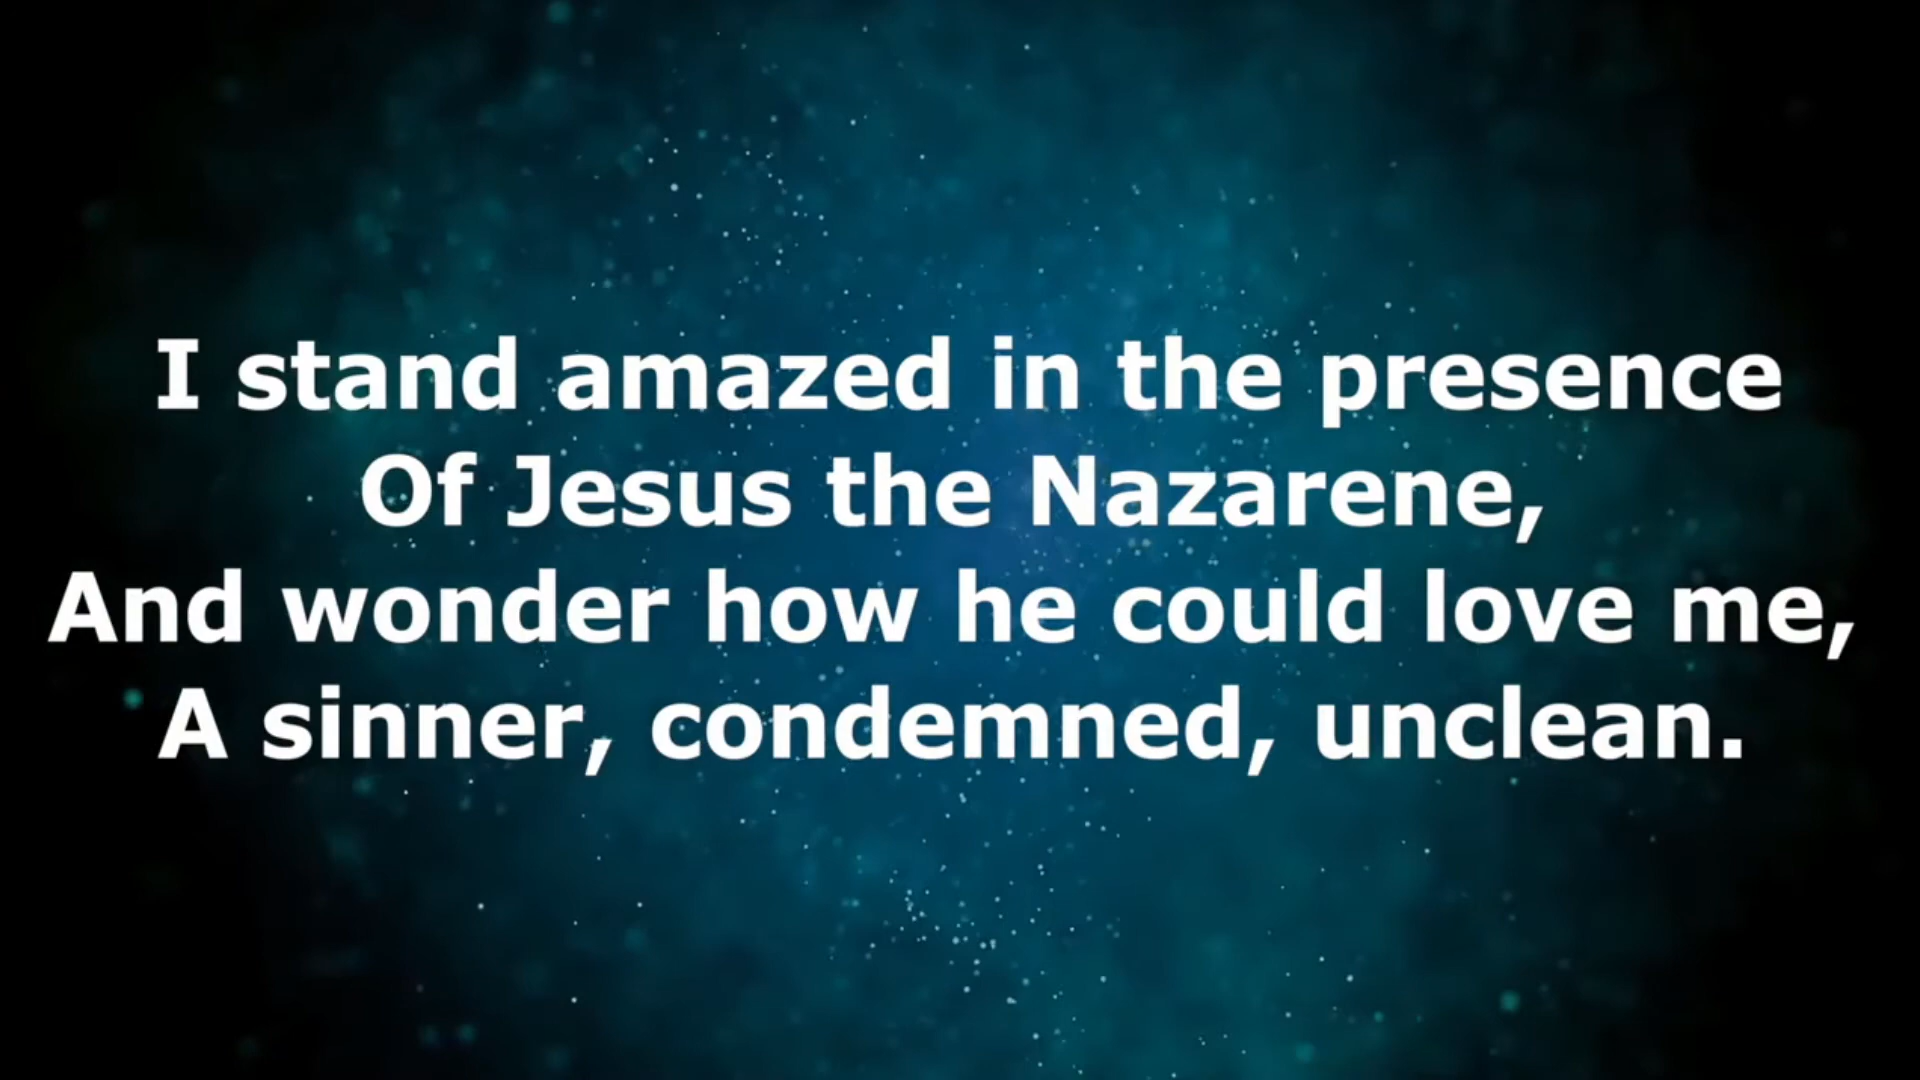 I stand amazed in the presence
Of Jesus the Nazarene,
And wonder how he could love me,
A sinner, condemned, unclean.